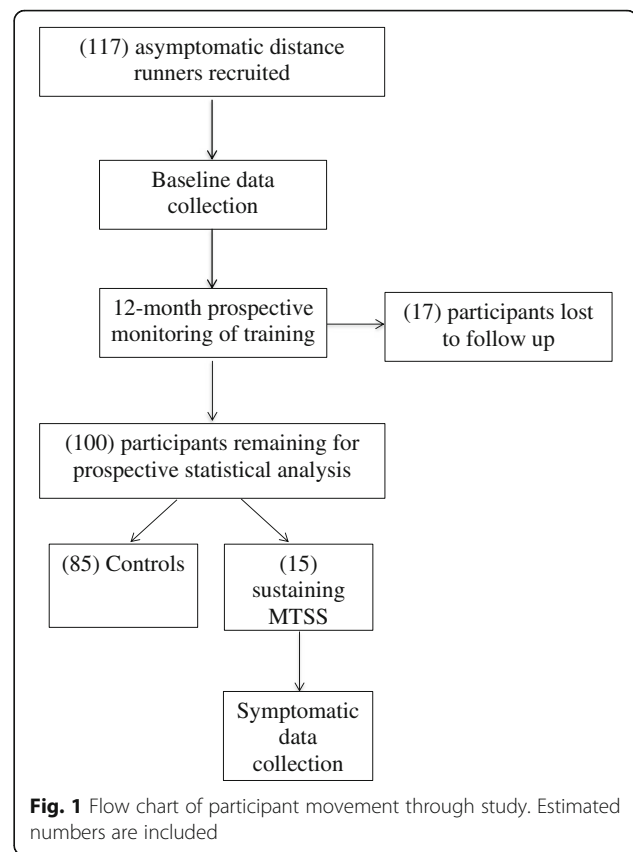 (117) asymptomatic distance
runners recruited
Baseline data
collection
12-month prospective
monitoring of training
(17) participants lost
to follow up
(100) participants remaining for
prospective statistical analysis
(85) Controls
(15)
sustaining
MTSS
Symptomatic
data
collection
Fig. 1 Flow chart of participant movement through study. Estimated
numbers are included